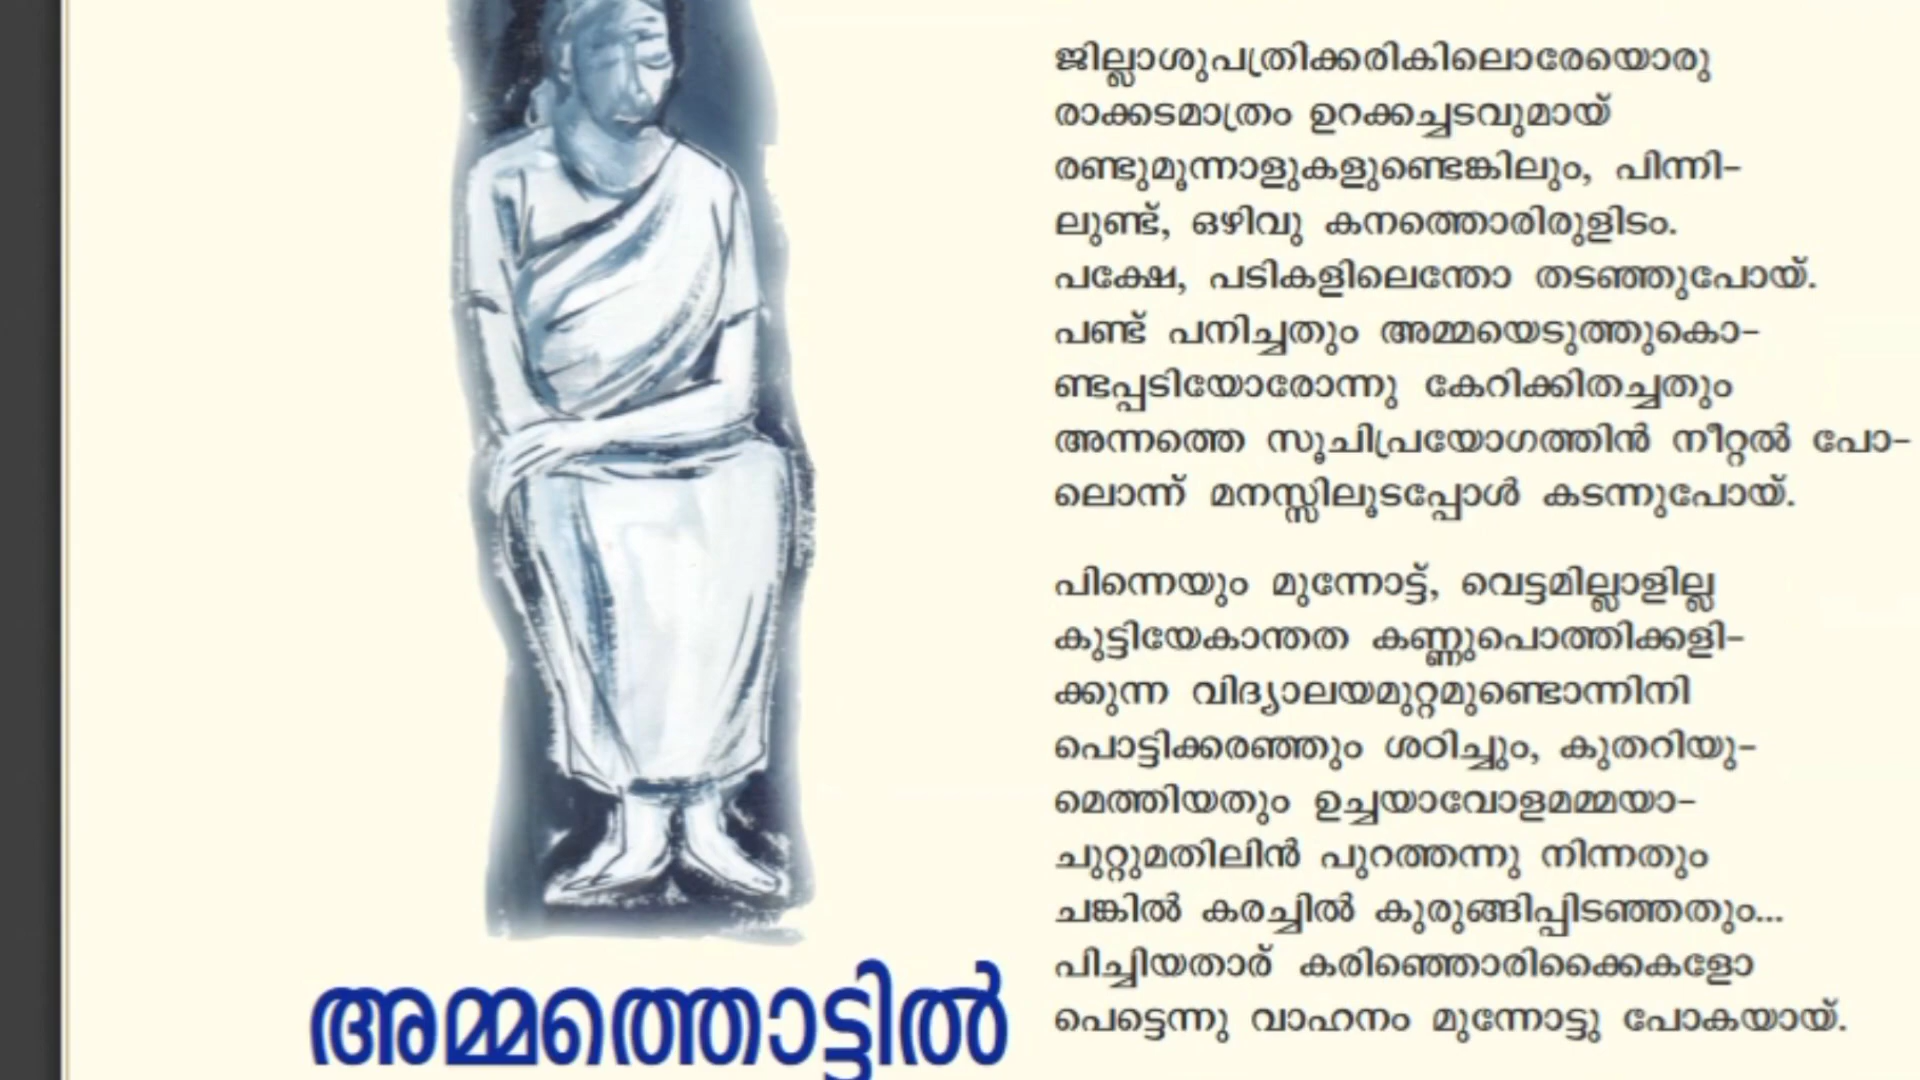 ജില്ലാശുപത്രിക്കരികിലൊരേയൊരു
രാക്കടമാത്രം ഉറക്കച്ചടവുമായ്
രണ്ടുമൂന്നാളുകളുണ്ടെങ്കിലും, പിന്നി-
ലുണ്ട്, ഒഴിവു കനത്തൊരിരുളിടം.
പക്ഷേ, പടികളിലെന്തോ തടഞ്ഞുപോയ്.
പണ്ട് പനിച്ചതും അമ്മയെടുത്തുകൊ-
ണ്ടപ്പടിയോരോന്നു കേറിക്കിതച്ചതും
അന്നത്തെ സൂചിപ്രയോഗത്തിൻ നീറ്റൽ പോ-
ലൊന്ന് മനസ്സിലൂടപ്പോൾ കടന്നുപോയ്.
പിന്നെയും മുന്നോട്ട്, വെട്ടമില്ലാളില്ല
കുട്ടിയേകാന്തത കണ്ണുപൊത്തിക്കളി-
ക്കുന്ന വിദ്യാലയമുറ്റമുണ്ടൊന്നിനി
പൊട്ടിക്കരഞ്ഞും ശഠിച്ചും, കുതറിയു-
മെത്തിയതും ഉച്ചയാവോളമമ്മയാ-
ചുറ്റുമതിലിൻ പുറത്തന്നു നിന്നതും
ചങ്കിൽ കരച്ചിൽ കുരുങ്ങിപ്പിടഞ്ഞതും...
പിച്ചിയതാര് കരിഞ്ഞൊരിക്കൈകളോ
പെട്ടെന്നു വാഹനം മുന്നോട്ടു പോകയായ്.
അമ്മത്തൊട്ടിൽ